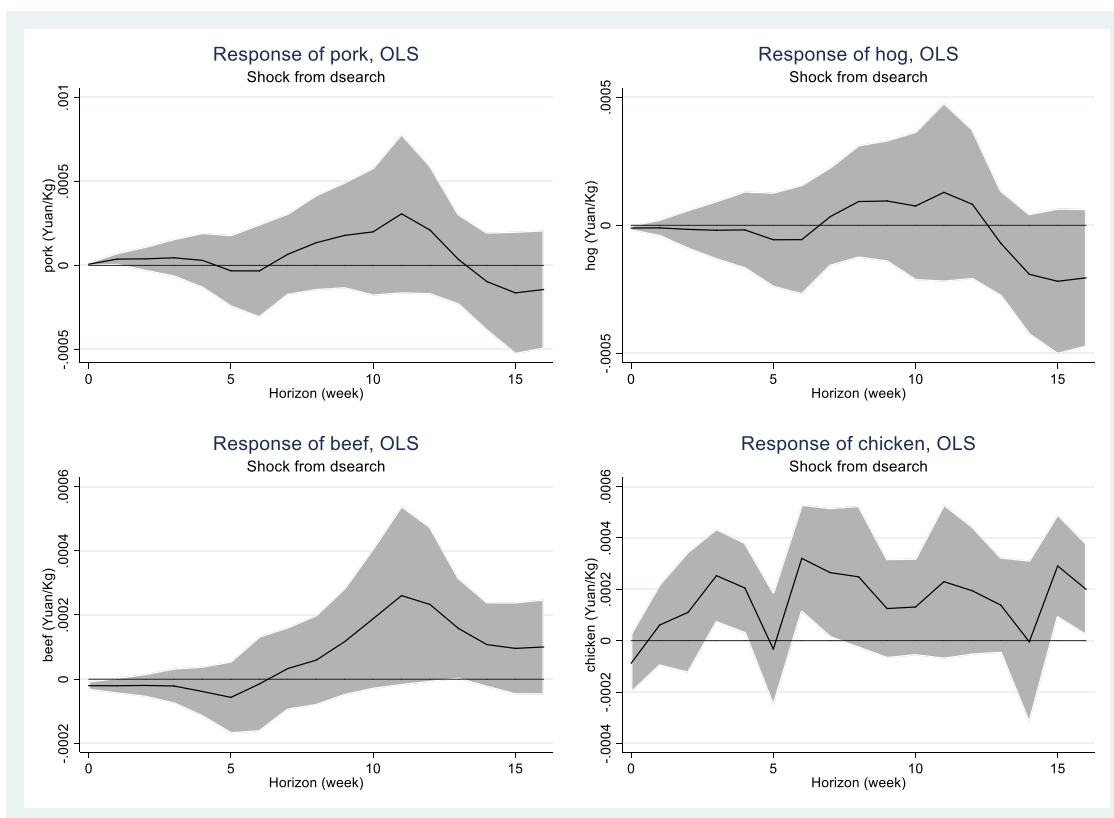 Response of pork, OLS
Shock from dsearch
pork (Yuan/Kg)
.001
.0005
0
-.0005
0 5 10 15
Horizon (week)
Response of hog, OLS
Shock from dsearch
hog (Yuan/Kg)
.0005
0
-.0005
0 5 10 15
Horizon (week)
Response of beef, OLS
Shock from dsearch
beef (Yuan/Kg)
.0006
.0004
.0002
0
-.0002
0 5 10 15
Horizon (week)
Response of chicken, OLS
Shock from dsearch
chicken (Yuan/Kg)
.0006
.0004
.0002
0
-.0002
-.0004
0 5 10 15
Horizon (week)